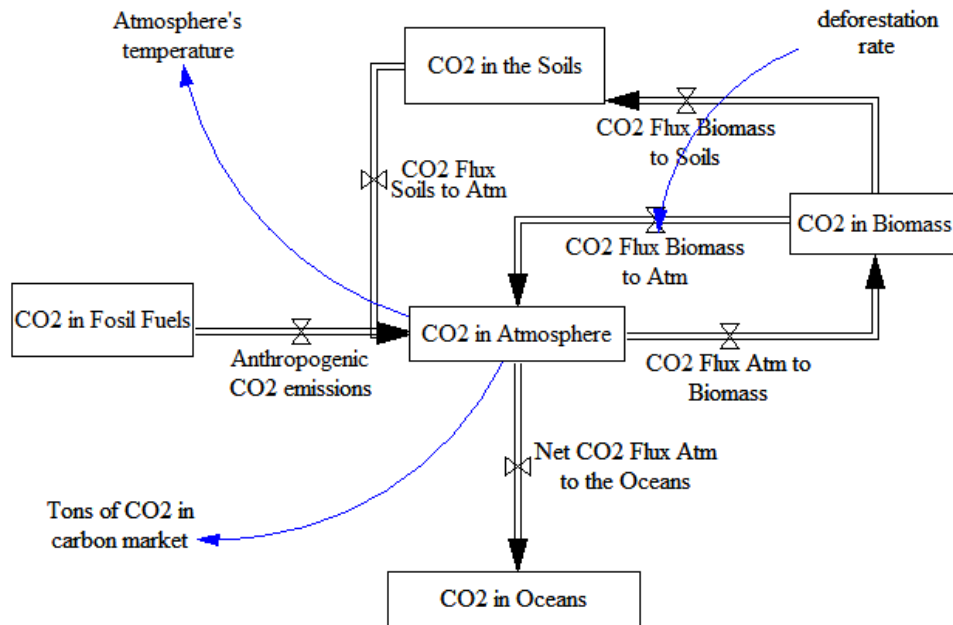 Atmosphere's
temperature
deforestation
rate
CO2 in the Soils
CO2 Flux Biomass
to Soils
CO2 Flux
Soils to Atm
CO2 in Biomass
CO2 Flux Biomass
to Atm
CO2 in Fosil Fuels
CO2 in Atmosphere
Anthropogenic
CO2 emissions
CO2 Flux Atm to
Biomass
Net CO2 Flux Atm
to the Oceans
Tons of CO2 in
carbon market
CO2 in Oceans